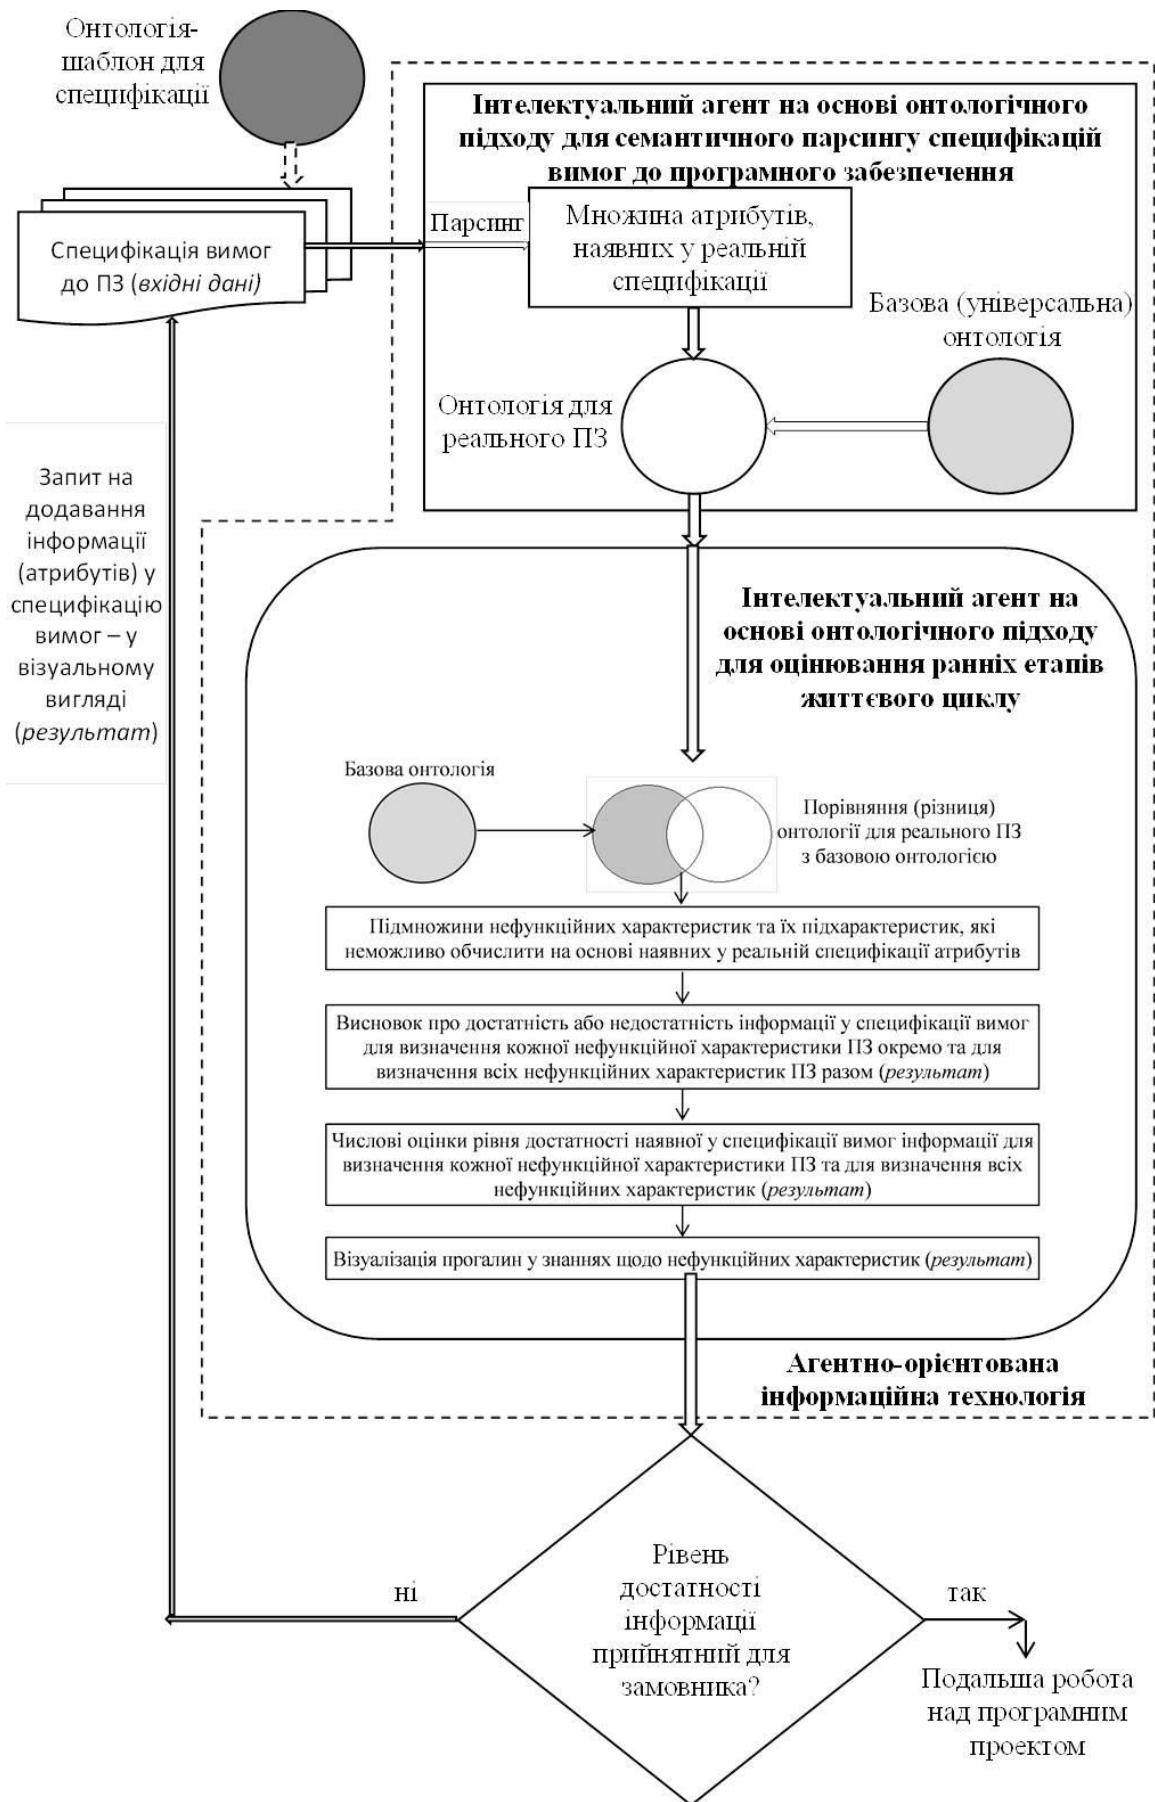 Онтологія-
шаблон для
специфікації
Інтелектуальний агент на основі онтологічного
підходу для семантичного парсингу специфікацій
вимог до програмного забезпечення
Специфікація вимог
до ПЗ (вхідні дані)
Парсинг
Множина атрибутів,
наявних у реальній
специфікації
Базова (універсальна)
онтологія
Онтологія для
реального ПЗ
Запит на
додавання
інформації
(атрибутів) у
специфікацію
вимог – у
візуальному
вигляді
(результат)
Інтелектуальний агент на
основі онтологічного підходу
для оцінювання ранніх етапів
життєвого циклу
Базова онтологія
Порівняння (різниця)
онтології для реального ПЗ
з базовою онтологією
Підмножини нефункційних характеристик та їх підхарактеристик, які
неможливо обчислити на основі наявних у реальній специфікації атрибутів
Висновок про достатність або недостатність інформації у специфікації вимог
для визначення кожної нефункційної характеристики ПЗ окремо та для
визначення всіх нефункційних характеристик ПЗ разом (результат)
Числові оцінки рівня достатності наявної у специфікації вимог інформації для
визначення кожної нефункційної характеристики ПЗ та для визначення всіх
нефункційних характеристик (результат)
Візуалізація прогалин у знаннях щодо нефункційних характеристик (результат)
Агентно-орієнтована
інформаційна технологія
Рівень
достатності
інформації
прийнятний для
замовника?
ні
так
Подальша робота
над програмним
проектом